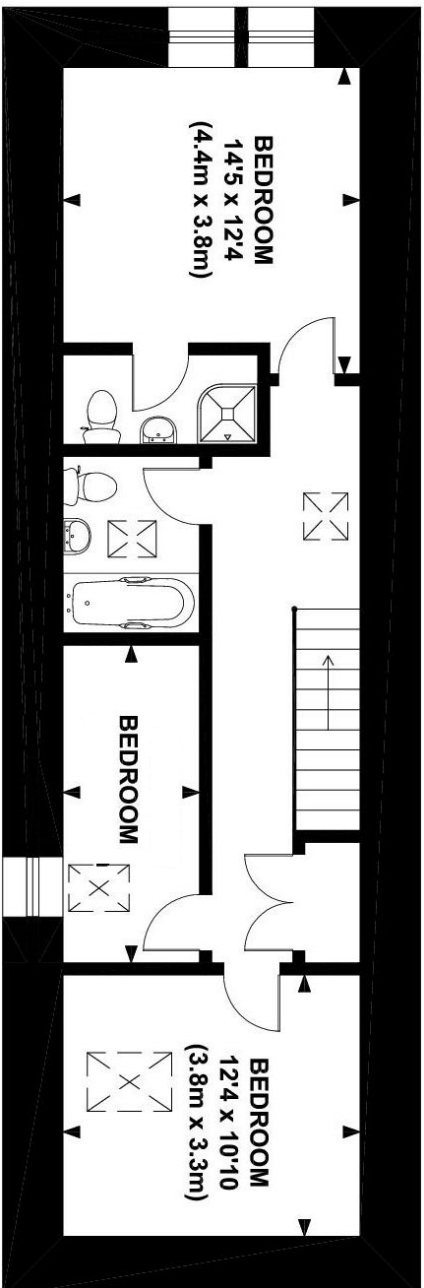 BEDROOM
14'5 x 12'4
(4.4m x 3.8m)
BEDROOM
BEDROOM
12'4 x 10'10
(3.8m x 3.3m)